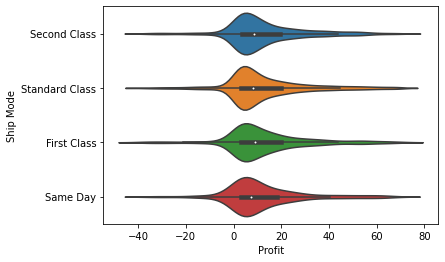 Second Class
Standard Class
First Class
Same Day
Ship Mode
−40 −20 0 20 40 60 80
Profit